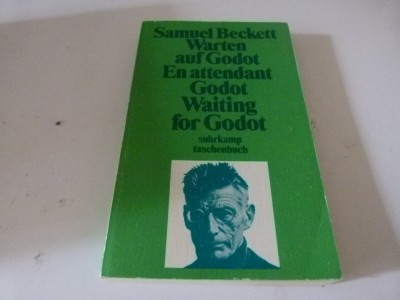 Samuel Beckett
Warten
auf Godot
En attendant
Godot
Waiting
for Godot
suhrkamp
taschenbuch